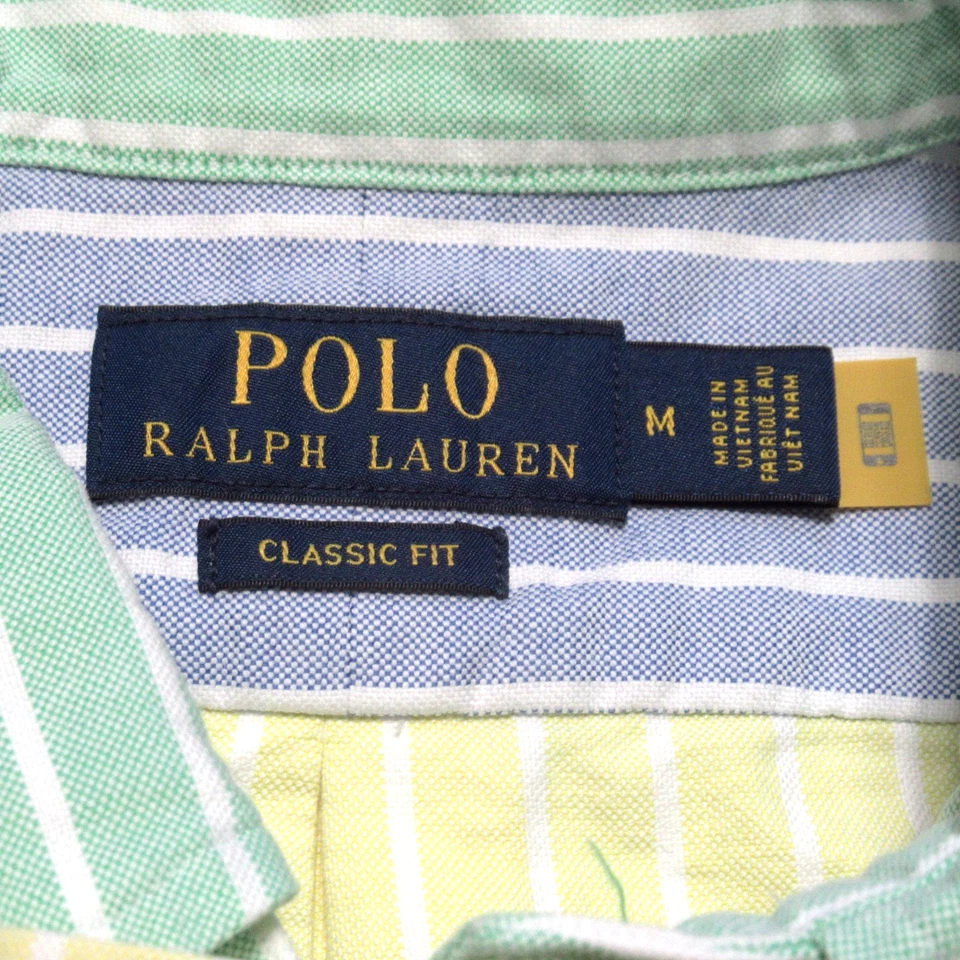 POLO
RALPH LAUREN
M
MADE IN
VIETNAM
FABRIQUÉ AU
VIÊT NAM
CLASSIC FIT